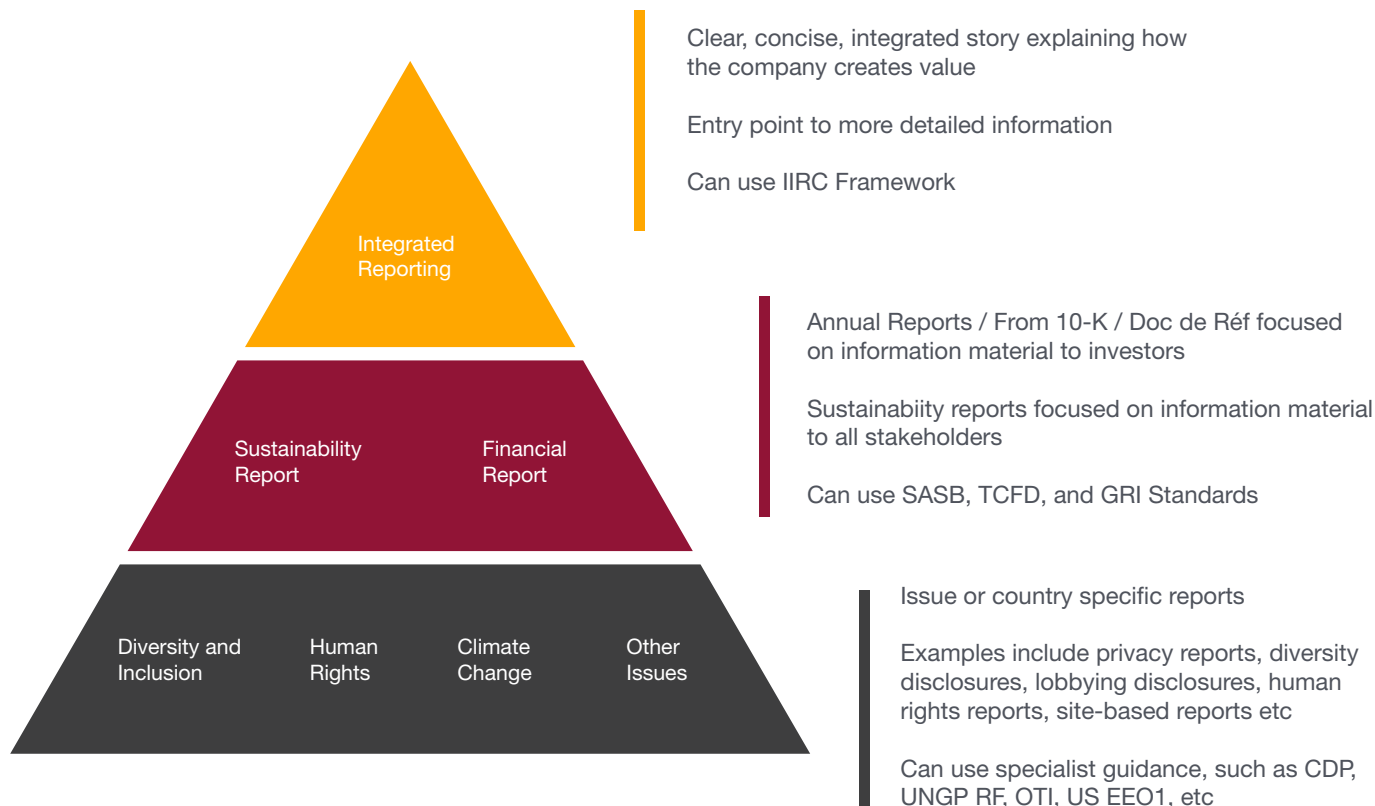 Clear, concise, integrated story explaining how
the company creates value
Entry point to more detailed information
Can use IIRC Framework
Integrated
Reporting
Annual Reports / From 10-K / Doc de Réf focused
on information material to investors
Sustainabiity reports focused on information material
to all stakeholders
Can use SASB, TCFD, and GRI Standards
Sustainability
Report
Financial
Report
Issue or country specific reports
Examples include privacy reports, diversity
disclosures, lobbying disclosures, human
rights reports, site-based reports etc
Can use specialist guidance, such as CDP,
UNGP RF, OTI, US EEO1, etc
Diversity and
Inclusion
Human
Rights
Climate
Change
Other
Issues